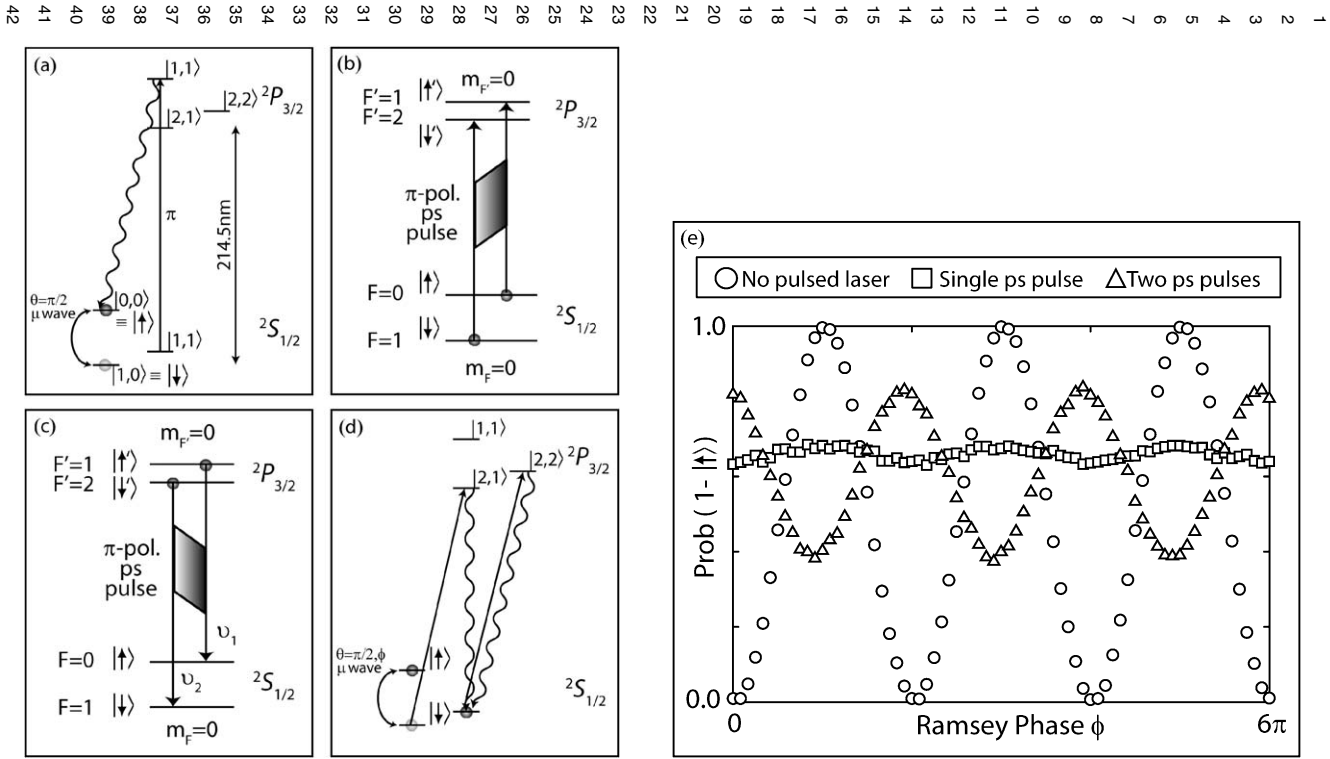 42 41 40 39 38 37 36 35 34 33 32 31 30 29 28 27 26 25 24 23 22 21 20 19 18 17 16 15 14 13 12 11 10 9 8 7 6 5 4 3 2 1
(a)
|1,1⟩
|2,2⟩ ²P₃/₂
|2,1⟩
π
214.5nm
θ=π/2
μ wave
|0,0⟩
≡ |↑⟩
²S₁/₂
|1,1⟩
|1,0⟩ ≡ |↓⟩
(b)
m_F'=0
F'=1 |↑'⟩
F'=2 |↓'⟩
²P₃/₂
π-pol.
ps
pulse
F=0 |↑⟩
²S₁/₂
F=1 |↓⟩
m_F=0
(c)
m_F'=0
F'=1 |↑'⟩
F'=2 |↓'⟩
²P₃/₂
π-pol.
ps
pulse
υ₁
F=0 |↑⟩
υ₂
²S₁/₂
F=1 |↓⟩
m_F=0
(d)
|1,1⟩
|2,2⟩ ²P₃/₂
|2,1⟩
θ=π/2,ϕ
μ wave
|↑⟩
²S₁/₂
|↓⟩
(e)
No pulsed laser Single ps pulse Two ps pulses
1.0
Prob ( 1- |↑⟩)
0.0
0 Ramsey Phase ϕ 6π